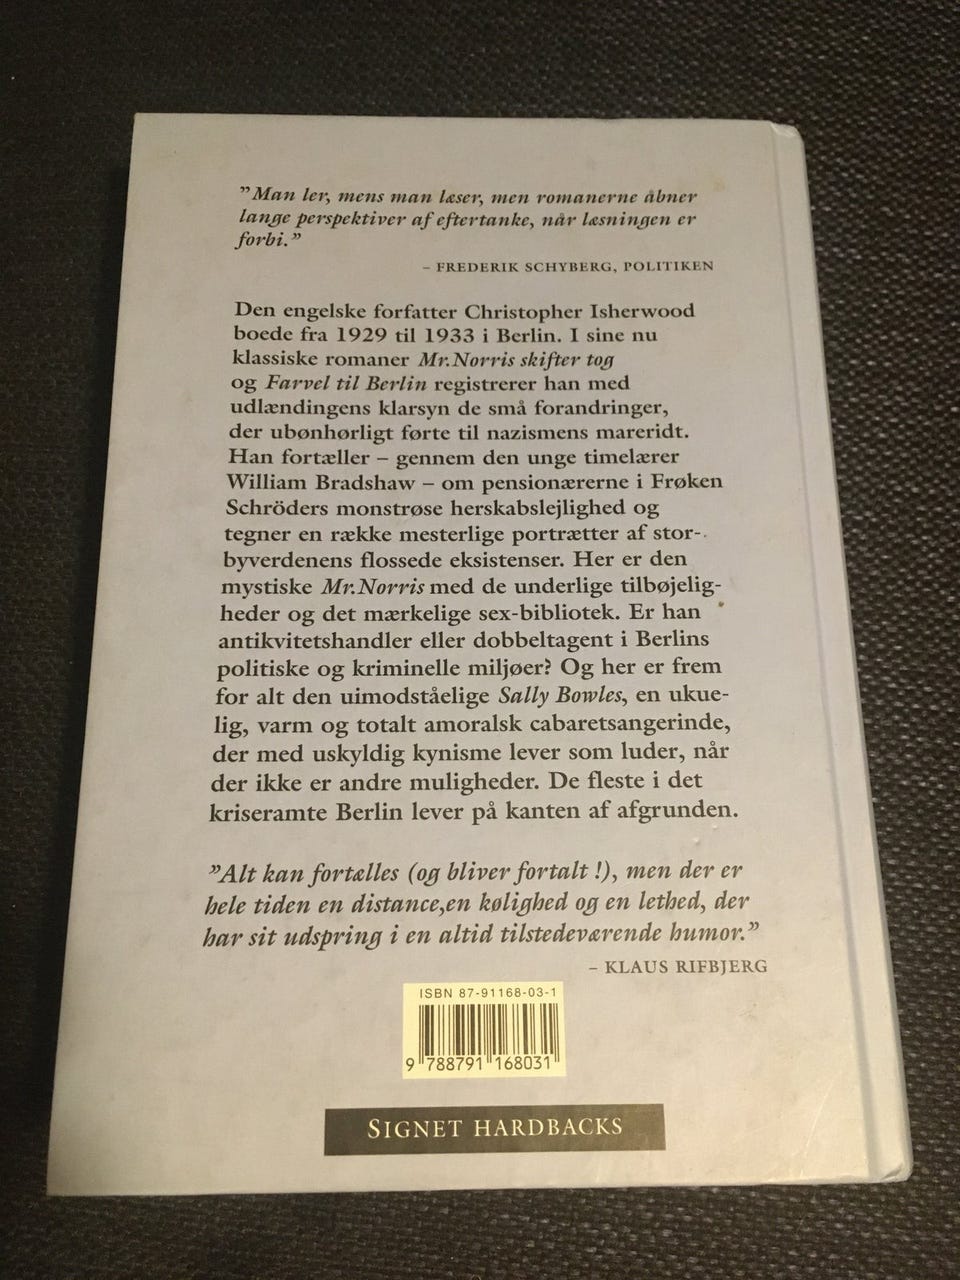 ”Man ler, mens man læser, men romanerne åbner
lange perspektiver af eftertanke, når læsningen er
forbi.”
– FREDERIK SCHYBERG, POLITIKEN
Den engelske forfatter Christopher Isherwood
boede fra 1929 til 1933 i Berlin. I sine nu
klassiske romaner Mr.Norris skifter tog
og Farvel til Berlin registrerer han med
udlændingens klarsyn de små forandringer,
der ubønhørligt førte til nazismens mareridt.
Han fortæller – gennem den unge timelærer
William Bradshaw – om pensionærerne i Frøken
Schröders monstrøse herskabslejlighed og
tegner en række mesterlige portrætter af stor-
byverdenens flossede eksistenser. Her er den
mystiske Mr.Norris med de underlige tilbøjelig-
heder og det mærkelige sex-bibliotek. Er han
antikvitetshandler eller dobbeltagent i Berlins
politiske og kriminelle miljøer? Og her er frem
for alt den uimodståelige Sally Bowles, en ukue-
lig, varm og totalt amoralsk cabaretsangerinde,
der med uskyldig kynisme lever som luder, når
der ikke er andre muligheder. De fleste i det
kriseramte Berlin lever på kanten af afgrunden.
”Alt kan fortælles (og bliver fortalt !), men der er
hele tiden en distance,en kølighed og en lethed, der
har sit udspring i en altid tilstedeværende humor.”
– KLAUS RIFBJERG
ISBN 87-91168-03-1
9 788791 168031
SIGNET HARDBACKS